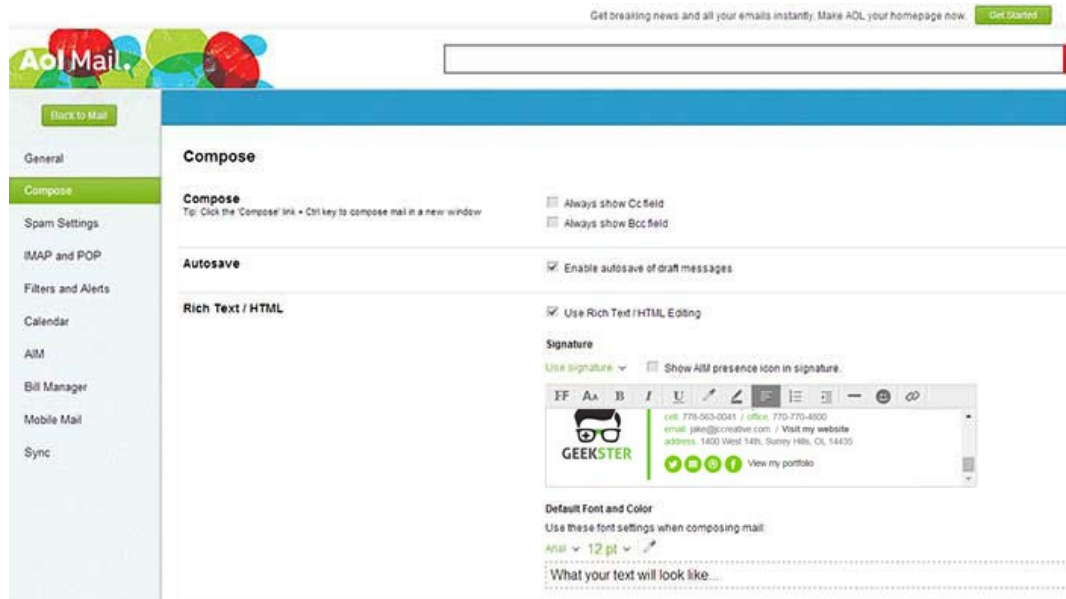 Get breaking news and all your emails instantly. Make AOL your homepage now. Get Started
Aol Mail.
Back to Mail
General
Compose
Spam Settings
IMAP and POP
Filters and Alerts
Calendar
AIM
Bill Manager
Mobile Mail
Sync
Compose
Compose
Tip: Click the 'Compose' link + Ctrl key to compose mail in a new window
Always show Cc field
Always show Bcc field
Autosave
Enable autosave of draft messages
Rich Text / HTML
Use Rich Text / HTML Editing
Signature
Use signature
Show AIM presence icon in signature.
FF AA B I U
GEEKSTER
cell: 778-563-0041 / office: 770-770-4800
email: jake@jccreative.com / Visit my website
address: 1400 West 14th, Surrey Hills, OL 14435
View my portfolio
Default Font and Color
Use these font settings when composing mail:
Arial 12 pt
What your text will look like...